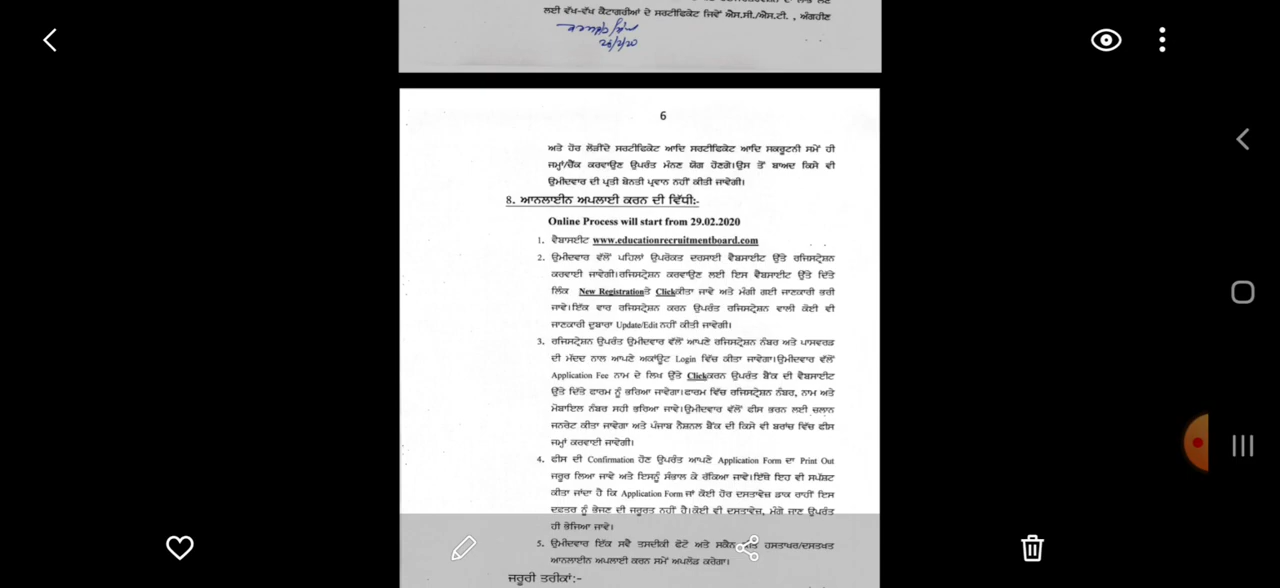 ਲਈ ਵੱਖ-ਵੱਖ ਕੈਟਾਗਰੀਆਂ ਦੇ ਸਰਟੀਫਿਕੇਟ ਜਿਵੇਂ ਐਸ.ਸੀ./ਐਸ.ਟੀ. , ਅੰਗਹੀਣ
6
ਅਤੇ ਹੋਰ ਲੋੜੀਂਦੇ ਸਰਟੀਫਿਕੇਟ ਆਦਿ ਸਰਟੀਫਿਕੇਟ ਆਦਿ ਸਕਰੂਟਨੀ ਸਮੇਂ ਹੀ
ਜਮ੍ਹਾਂ/ਚੈੱਕ ਕਰਵਾਉਣ ਉਪਰੰਤ ਮੰਨਣ ਯੋਗ ਹੋਣਗੇ।ਉਸ ਤੋਂ ਬਾਅਦ ਕਿਸੇ ਵੀ
ਉਮੀਦਵਾਰ ਦੀ ਪ੍ਰਤੀ ਬੇਨਤੀ ਪ੍ਰਵਾਨ ਨਹੀਂ ਕੀਤੀ ਜਾਵੇਗੀ।
8. ਆਨਲਾਈਨ ਅਪਲਾਈ ਕਰਨ ਦੀ ਵਿੱਧੀ:-
Online Process will start from 29.02.2020
1. ਵੈਬਸਾਈਟ www.educationrecruitmentboard.com
2. ਉਮੀਦਵਾਰ ਵੱਲੋਂ ਪਹਿਲਾਂ ਉਪਰੋਕਤ ਦਰਸਾਈ ਵੈਬਸਾਈਟ ਉੱਤੇ ਰਜਿਸਟ੍ਰੇਸ਼ਨ
ਕਰਵਾਈ ਜਾਵੇਗੀ।ਰਜਿਸਟ੍ਰੇਸ਼ਨ ਕਰਵਾਉਣ ਲਈ ਇਸ ਵੈਬਸਾਈਟ ਉੱਤੇ ਦਿੱਤੇ
ਲਿੰਕ New Registrationਤੇ Clickਕੀਤਾ ਜਾਵੇ ਅਤੇ ਮੰਗੀ ਗਈ ਜਾਣਕਾਰੀ ਭਰੀ
ਜਾਵੇ।ਇੱਕ ਵਾਰ ਰਜਿਸਟ੍ਰੇਸ਼ਨ ਕਰਨ ਉਪਰੰਤ ਰਜਿਸਟ੍ਰੇਸ਼ਨ ਵਾਲੀ ਕੋਈ ਵੀ
ਜਾਣਕਾਰੀ ਦੁਬਾਰਾ Update/Edit ਨਹੀਂ ਕੀਤੀ ਜਾਵੇਗੀ।
3. ਰਜਿਸਟ੍ਰੇਸ਼ਨ ਉਪਰੰਤ ਉਮੀਦਵਾਰ ਵੱਲੋਂ ਆਪਣੇ ਰਜਿਸਟ੍ਰੇਸ਼ਨ ਨੰਬਰ ਅਤੇ ਪਾਸਵਰਡ
ਦੀ ਮੱਦਦ ਨਾਲ ਆਪਣੇ ਅਕਾਂਊਟ Login ਵਿੱਚ ਕੀਤਾ ਜਾਵੇਗਾ।ਉਮੀਦਵਾਰ ਵੱਲੋਂ
Application Fee ਨਾਮ ਦੇ ਲਿਖ ਉੱਤੇ Clickਕਰਨ ਉਪਰੰਤ ਬੈਂਕ ਦੀ ਵੈਬਸਾਈਟ
ਉੱਤੇ ਦਿੱਤੇ ਫਾਰਮ ਨੂੰ ਭਰਿਆ ਜਾਵੇਗਾ।ਫਾਰਮ ਵਿੱਚ ਰਜਿਸਟ੍ਰੇਸ਼ਨ ਨੰਬਰ, ਨਾਮ ਅਤੇ
ਮੋਬਾਇਲ ਨੰਬਰ ਸਹੀ ਭਰਿਆ ਜਾਵੇ।ਉਮੀਦਵਾਰ ਵੱਲੋਂ ਫੀਸ ਭਰਨ ਲਈ ਚਲਾਨ
ਜਨਰੇਟ ਕੀਤਾ ਜਾਵੇਗਾ ਅਤੇ ਪੰਜਾਬ ਨੈਸ਼ਨਲ ਬੈਂਕ ਦੀ ਕਿਸੇ ਵੀ ਬਰਾਂਚ ਵਿੱਚ ਫੀਸ
ਜਮ੍ਹਾਂ ਕਰਵਾਈ ਜਾਵੇਗੀ।
4. ਫੀਸ ਦੀ Confirmation ਹੋਣ ਉਪਰੰਤ ਆਪਣੇ Application Form ਦਾ Print Out
ਜਰੂਰ ਲਿਆ ਜਾਵੇ ਅਤੇ ਇਸਨੂੰ ਸੰਭਾਲ ਕੇ ਰੱਖਿਆ ਜਾਵੇ।ਇੱਥੇ ਇਹ ਵੀ ਸਪੱਸ਼ਟ
ਕੀਤਾ ਜਾਂਦਾ ਹੈ ਕਿ Application Form ਜਾਂ ਕੋਈ ਹੋਰ ਦਸਤਾਵੇਜ਼ ਡਾਕ ਰਾਹੀਂ ਇਸ
ਦਫ਼ਤਰ ਨੂੰ ਭੇਜਣ ਦੀ ਜਰੂਰਤ ਨਹੀਂ ਹੈ।ਕੋਈ ਵੀ ਦਸਤਾਵੇਜ਼, ਮੰਗੇ ਜਾਣ ਉਪਰੰਤ
ਹੀ ਭੇਜਿਆ ਜਾਵੇ।
5. ਉਮੀਦਵਾਰ ਇੱਕ ਸਵੈ ਤਸਦੀਕੀ ਫੋਟੋ ਅਤੇ ਸਕੈਨ ਹਸਤਾਖਰ/ਦਸਤਖਤ
ਆਨਲਾਈਨ ਅਪਲਾਈ ਕਰਨ ਸਮੇਂ ਅਪਲੋਡ ਕਰੇਗਾ।
ਜਰੂਰੀ ਤਰੀਕਾਂ:-